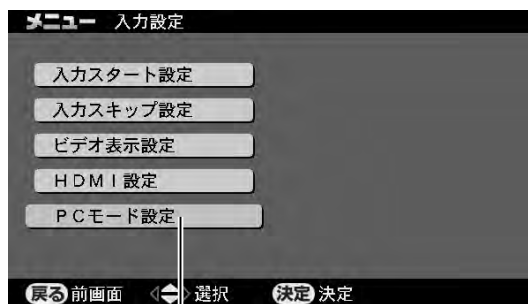 メニュー 入力設定
入力スタート設定
入力スキップ設定
ビデオ表示設定
HDMI設定
PCモード設定
戻る 前画面 選択 決定 決定